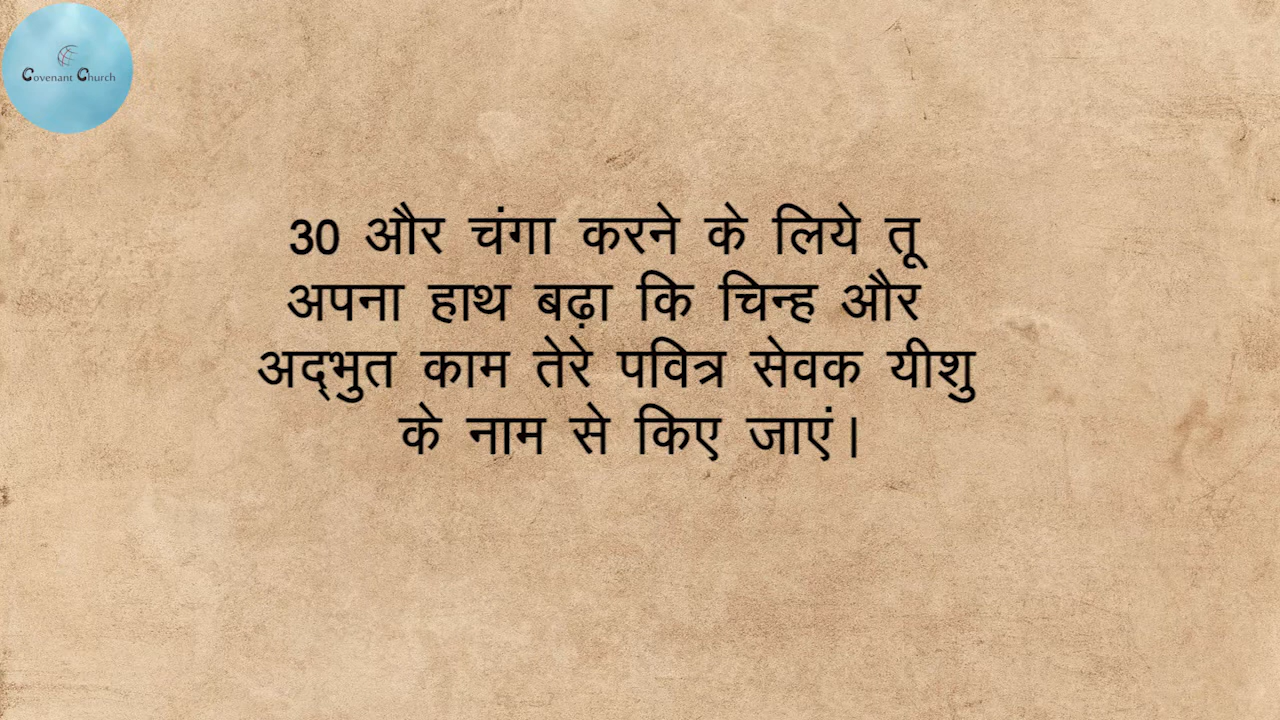 Covenant Church
30 और चंगा करने के लिये तू
अपना हाथ बढ़ा कि चिन्ह और
अद्‌भुत काम तेरे पवित्र सेवक यीशु
के नाम से किए जाएं।